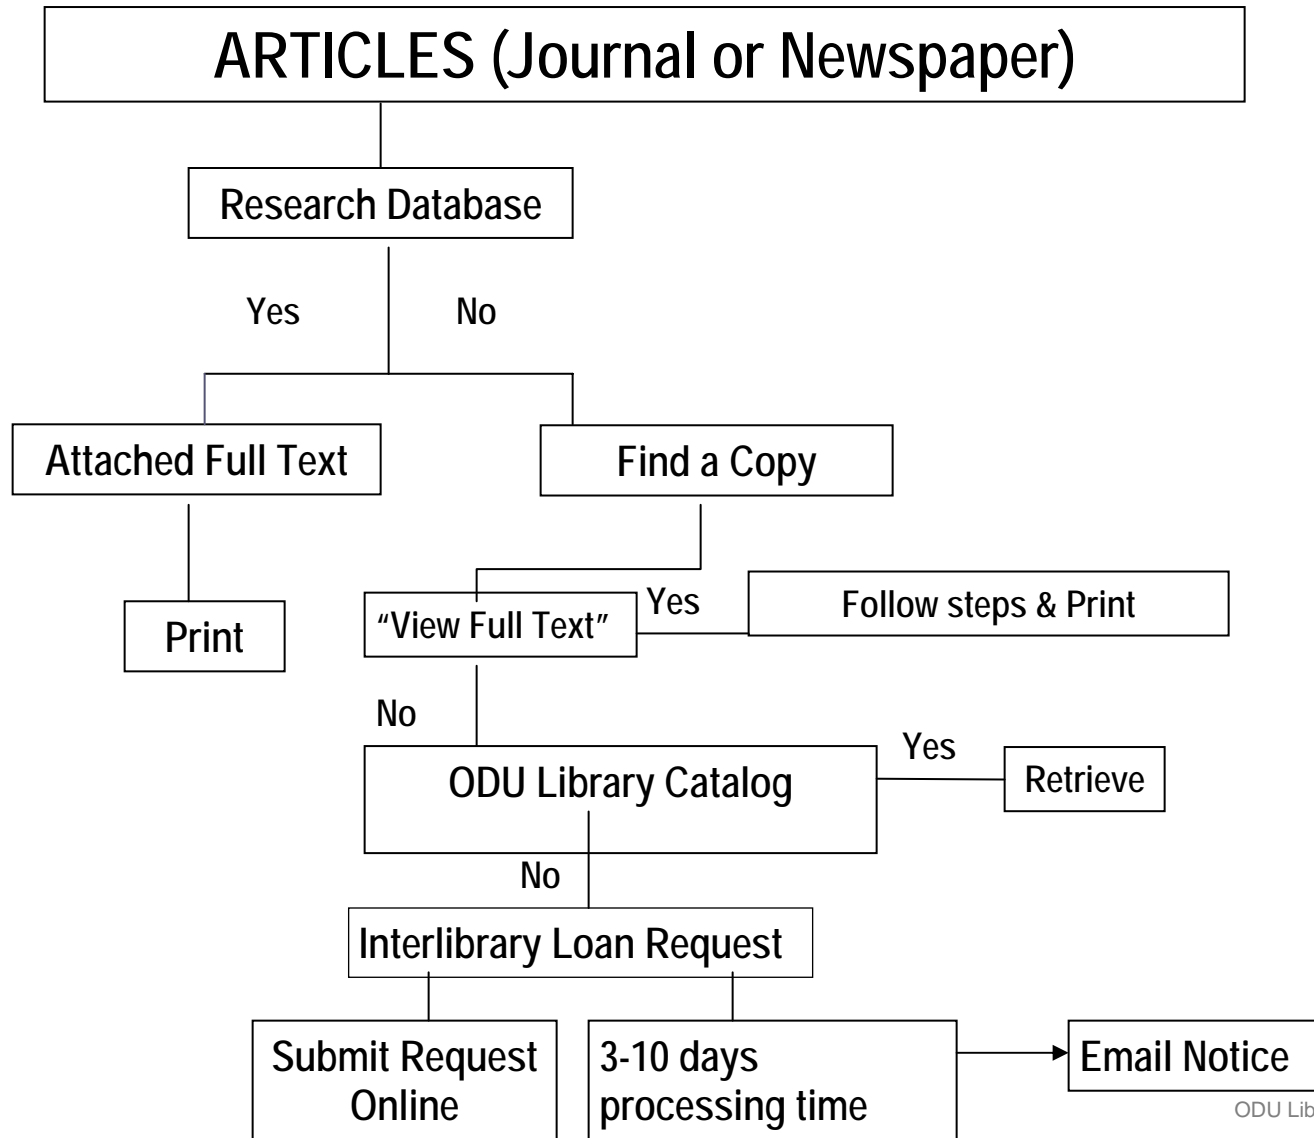 ARTICLES (Journal or Newspaper)
Research Database
Yes
No
Attached Full Text
Find a Copy
Print
“View Full Text”
Yes
Follow steps & Print
No
ODU Library Catalog
Yes
Retrieve
No
Interlibrary Loan Request
Submit Request
Online
3-10 days
processing time
Email Notice
ODU Lib